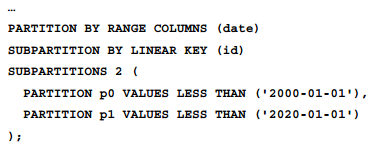 …
PARTITION BY RANGE COLUMNS (date)
SUBPARTITION BY LINEAR KEY (id)
SUBPARTITIONS 2 (
  PARTITION p0 VALUES LESS THAN ('2000-01-01'),
  PARTITION p1 VALUES LESS THAN ('2020-01-01')
);